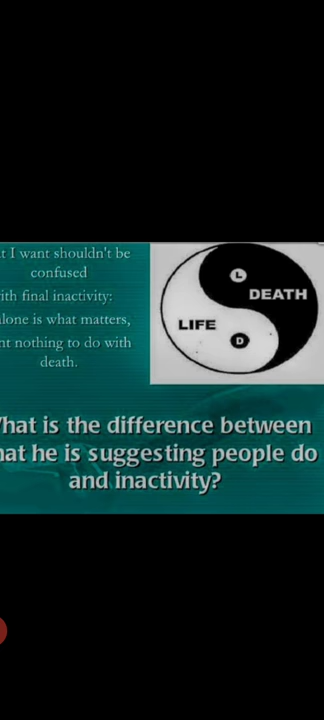 t I want shouldn't be
confused
ith final inactivity:
alone is what matters,
nt nothing to do with
death.
L
DEATH
LIFE
D
hat is the difference between
hat he is suggesting people do
and inactivity?